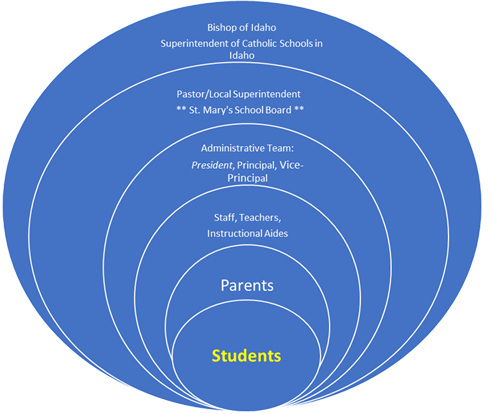 Bishop of Idaho
Superintendent of Catholic Schools in
Idaho
Pastor/Local Superintendent
** St. Mary's School Board **
Administrative Team:
President, Principal, Vice-
Principal
Staff, Teachers,
Instructional Aides
Parents
Students